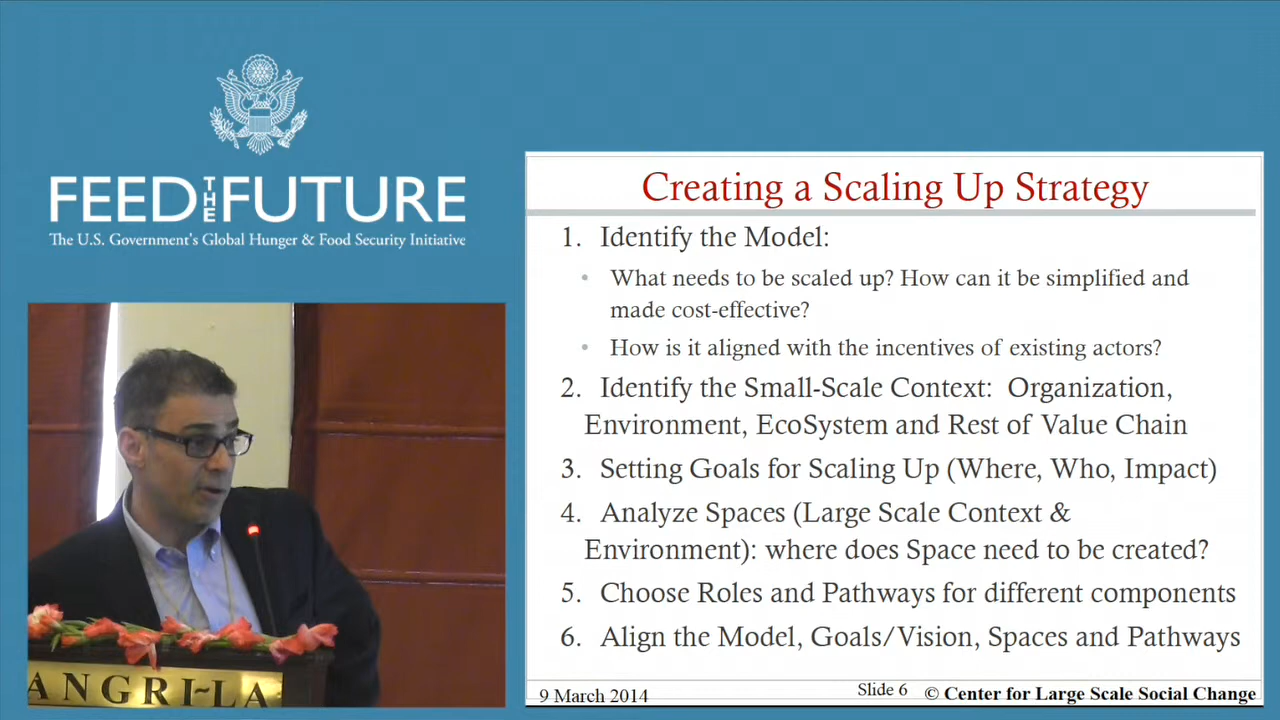 FEED THE FUTURE
The U.S. Government's Global Hunger & Food Security Initiative
Creating a Scaling Up Strategy
1. Identify the Model:
• What needs to be scaled up? How can it be simplified and
made cost-effective?
• How is it aligned with the incentives of existing actors?
2. Identify the Small-Scale Context: Organization,
Environment, EcoSystem and Rest of Value Chain
3. Setting Goals for Scaling Up (Where, Who, Impact)
4. Analyze Spaces (Large Scale Context &
Environment): where does Space need to be created?
5. Choose Roles and Pathways for different components
6. Align the Model, Goals/Vision, Spaces and Pathways
9 March 2014 Slide 6 © Center for Large Scale Social Change
ANGRI~LA